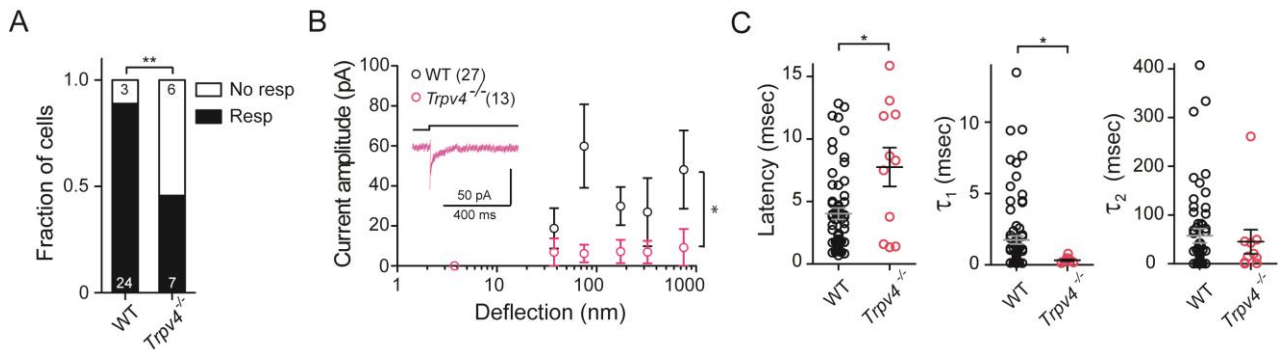 A
**
1.0
0.5
0
3
6
24
7
No resp
Resp
Fraction of cells
WT
Trpv4-/-
B
100
80
60
40
20
0
Current amplitude (pA)
WT (27)
Trpv4-/-(13)
50 pA
400 ms
*
1
10
100
1000
Deflection (nm)
C
*
15
10
5
0
Latency (msec)
WT
Trpv4-/-
*
10
5
0
τ1 (msec)
WT
Trpv4-/-
400
300
200
100
0
τ2 (msec)
WT
Trpv4-/-